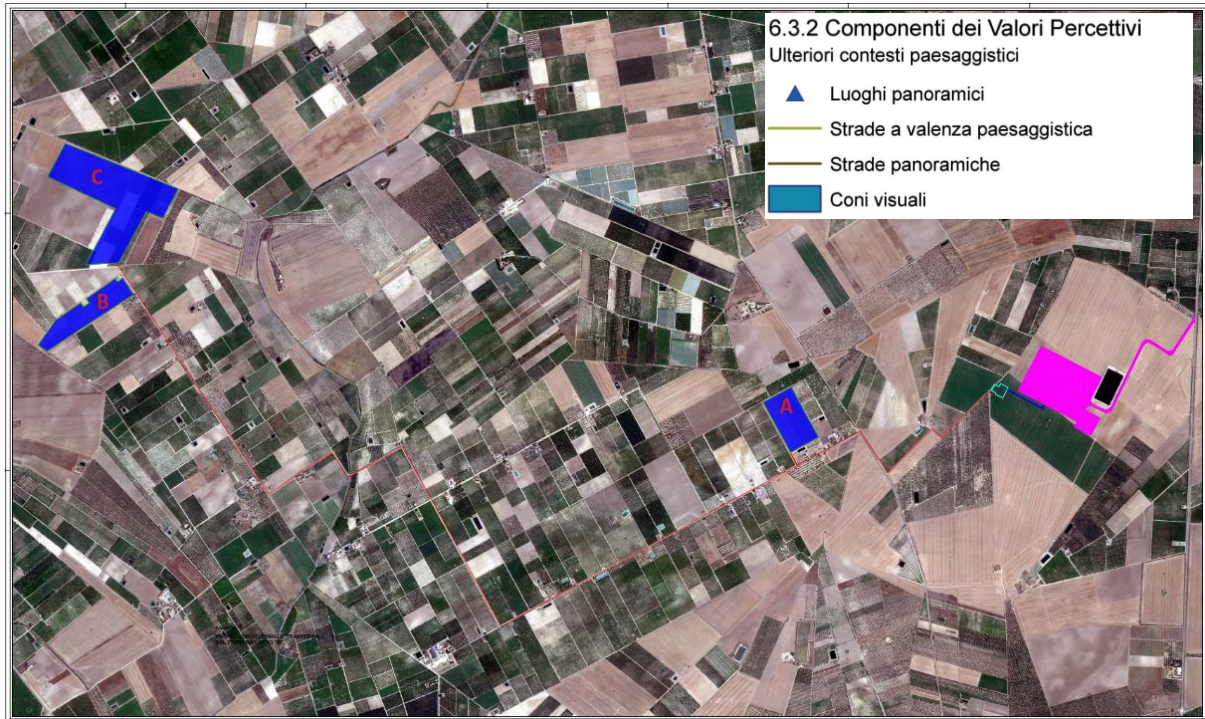 6.3.2 Componenti dei Valori Percettivi
Ulteriori contesti paesaggistici
Luoghi panoramici
Strade a valenza paesaggistica
Strade panoramiche
Coni visuali
C
B
A